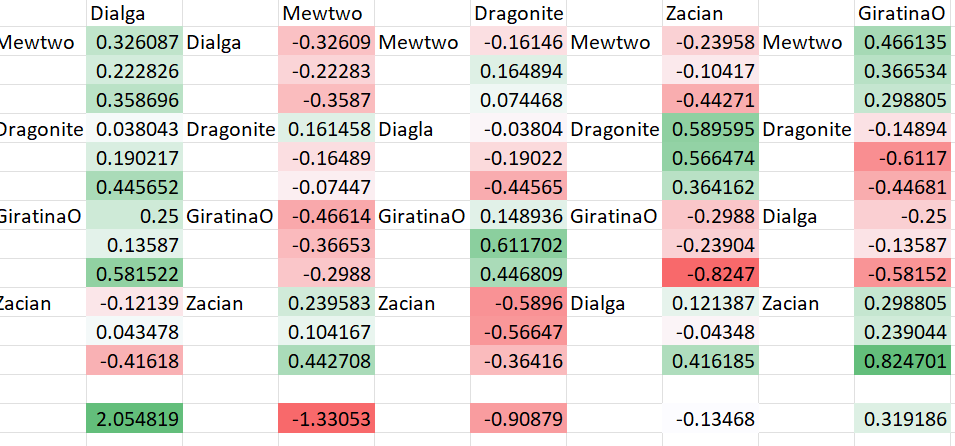 Dialga Mewtwo Dragonite Zacian GiratinaO
Mewtwo 0.326087 Dialga -0.32609 Mewtwo -0.16146 Mewtwo -0.23958 Mewtwo 0.466135
0.222826 -0.22283 0.164894 -0.10417 0.366534
0.358696 -0.3587 0.074468 -0.44271 0.298805
Dragonite 0.038043 Dragonite 0.161458 Diagla -0.03804 Dragonite 0.589595 Dragonite -0.14894
0.190217 -0.16489 -0.19022 0.566474 -0.6117
0.445652 -0.07447 -0.44565 0.364162 -0.44681
GiratinaO 0.25 GiratinaO -0.46614 GiratinaO 0.148936 GiratinaO -0.2988 Dialga -0.25
0.13587 -0.36653 0.611702 -0.23904 -0.13587
0.581522 -0.2988 0.446809 -0.8247 -0.58152
Zacian -0.12139 Zacian 0.239583 Zacian -0.5896 Dialga 0.121387 Zacian 0.298805
0.043478 0.104167 -0.56647 -0.04348 0.239044
-0.41618 0.442708 -0.36416 0.416185 0.824701
2.054819 -1.33053 -0.90879 -0.13468 0.319186